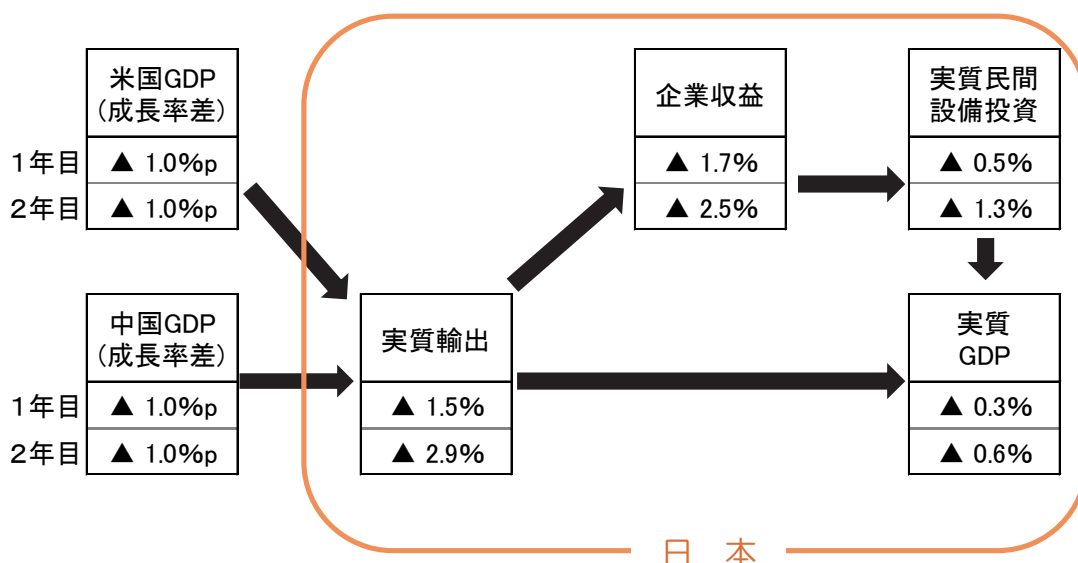 米国GDP
(成長率差)
1年目 ▲ 1.0%p
2年目 ▲ 1.0%p
中国GDP
(成長率差)
1年目 ▲ 1.0%p
2年目 ▲ 1.0%p
実質輸出
▲ 1.5%
▲ 2.9%
企業収益
▲ 1.7%
▲ 2.5%
実質民間
設備投資
▲ 0.5%
▲ 1.3%
実質
GDP
▲ 0.3%
▲ 0.6%
日 本